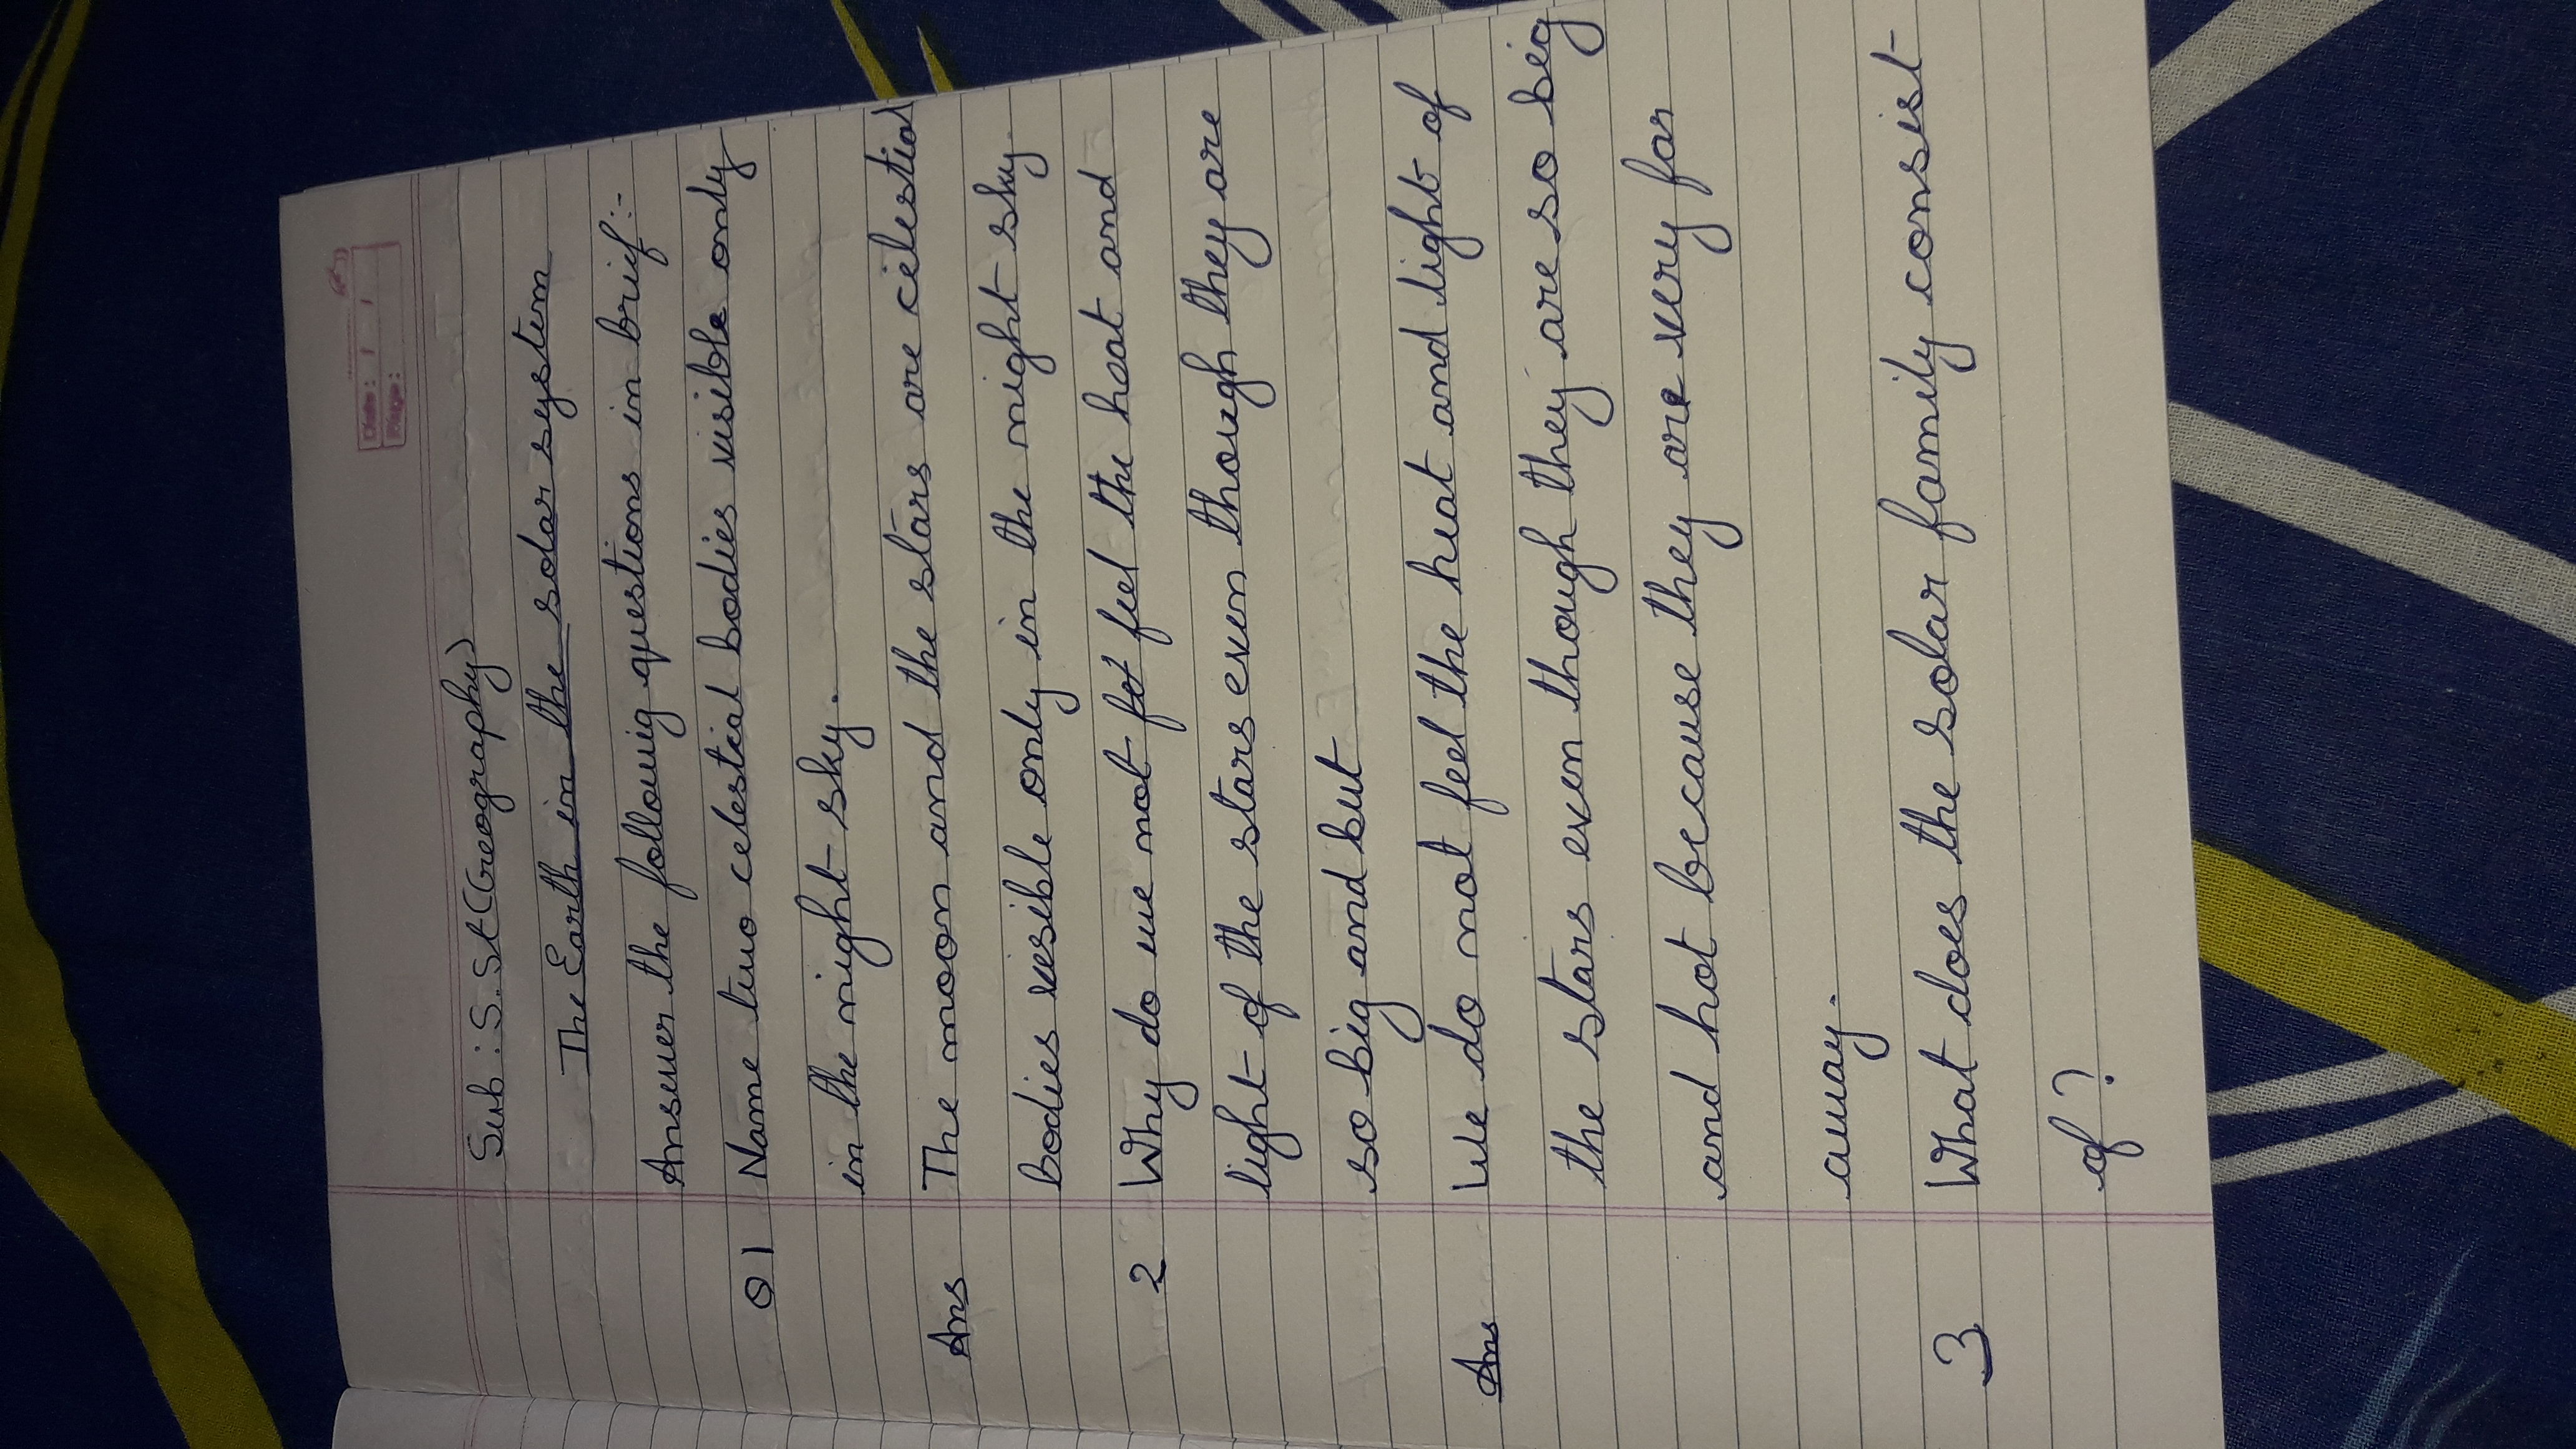 Date: / /
Page:
Sub : S. St (Geography)
The Earth in the solar system
Answer the followig questions in brief:-
Q1 Name two celestial bodies visible only
in the night sky.
Ans The moon and the stars are celestial
bodies visible only in the night sky.
2 Why do we not fe feel the heat and
light of the stars even though they are
so big and but
Ans We do not feel the heat and light of
the stars even though they are so big
and hot because they are very far
away.
3 What does the solar family consist
of ?